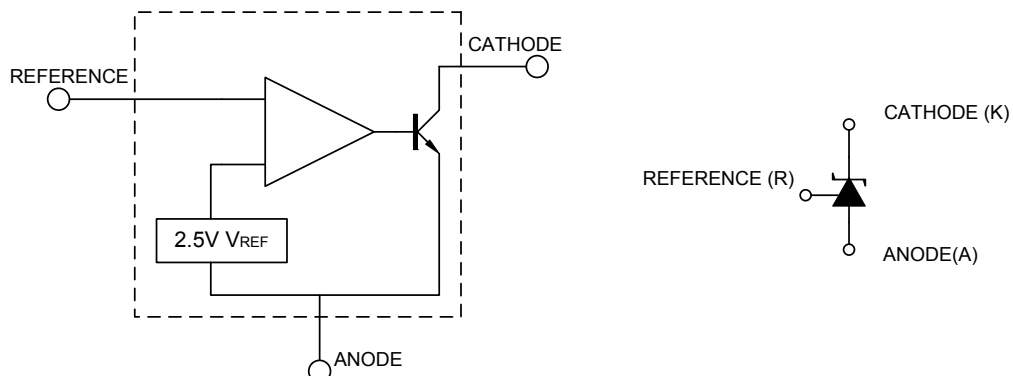 CATHODE
REFERENCE
2.5V VREF
ANODE
CATHODE (K)
REFERENCE (R)
ANODE(A)